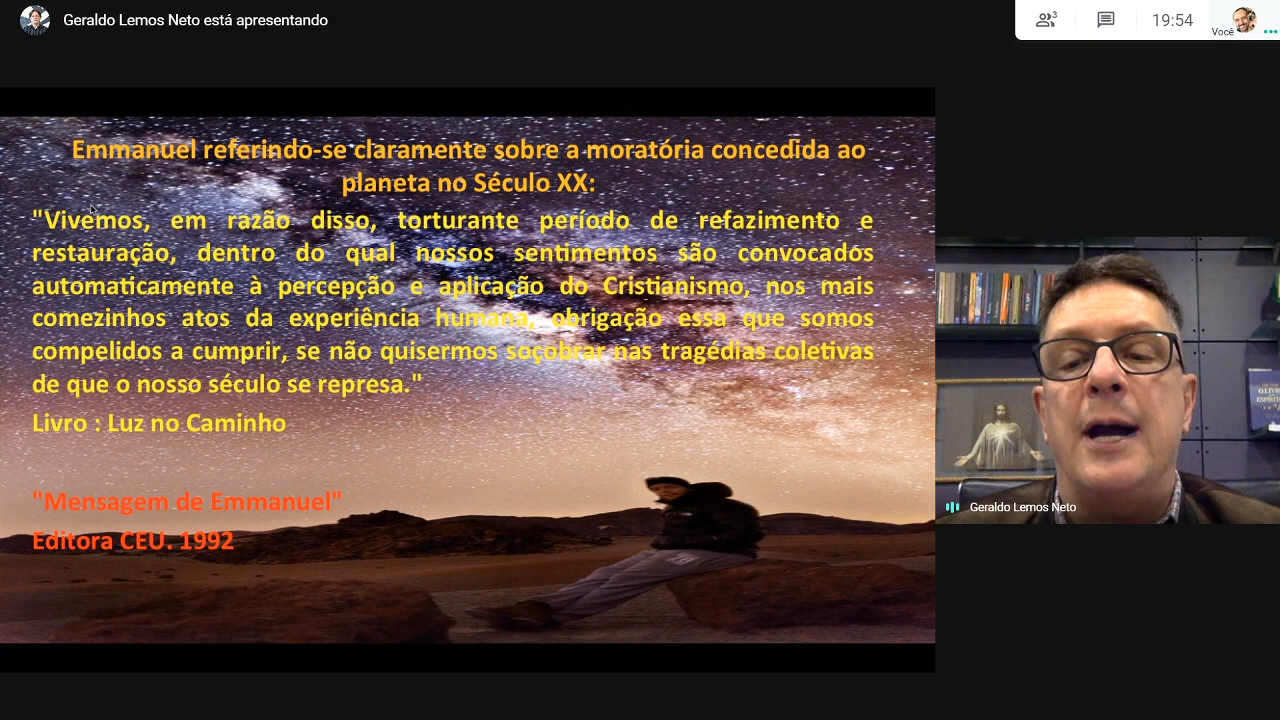 Geraldo Lemos Neto está apresentando
3
19:54
Você
Emmanuel referindo-se claramente sobre a moratória concedida ao
planeta no Século XX:
"Vivemos, em razão disso, torturante período de refazimento e
restauração, dentro do qual nossos sentimentos são convocados
automaticamente à percepção e aplicação do Cristianismo, nos mais
comezinhos atos da experiência humana, obrigação essa que somos
compelidos a cumprir, se não quisermos soçobrar nas tragédias coletivas
de que o nosso século se represa."
Livro : Luz no Caminho
"Mensagem de Emmanuel"
Editora CEU. 1992
Geraldo Lemos Neto